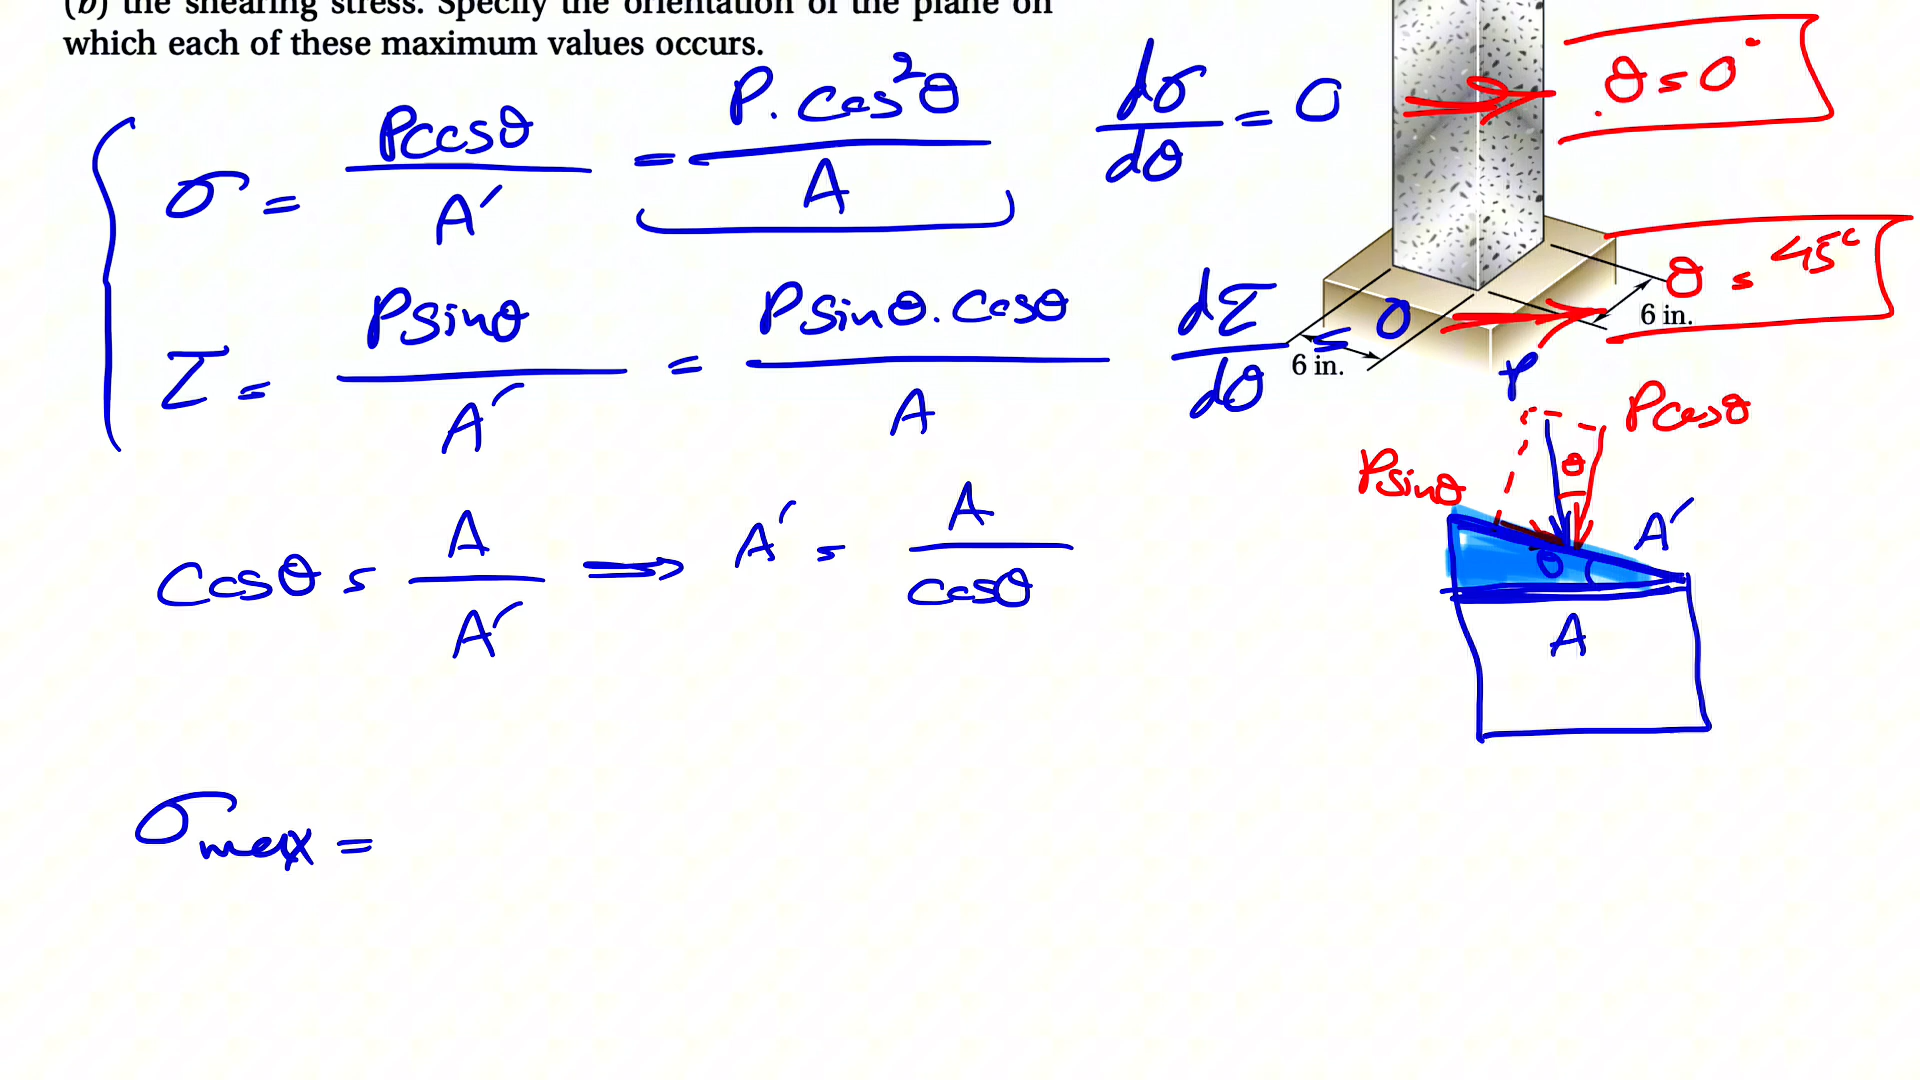 (b) the shearing stress. Specify the orientation of the plane on
which each of these maximum values occurs.
σ = Pcosθ / A′ = P. cos²θ / A
dσ / dθ = 0
θ = 0°
τ = Psinθ / A′ = Psinθ. cosθ / A
dτ / dθ = 0
θ = 45°
6 in.
6 in.
P
Pcosθ
Psinθ
θ
A′
θ
A
cosθ = A / A′ ⟹ A′ = A / cosθ
σmax =